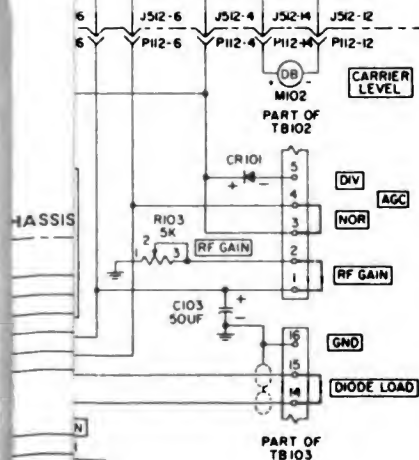 6 J512-6 J512-4 J512-14 J512-12
6 P112-6 P112-4 P112-14 P112-12
+ DB -
M102
CARRIER
LEVEL
PART OF
TB102
CR101
+ -
5
DIV
4
AGC
3
NOR
HASSIS
R103
5K
RF GAIN
1 2 3
2
1
RF GAIN
C103
50UF
+
-
16
GND
15
14
DIODE LOAD
N
PART OF
TB103